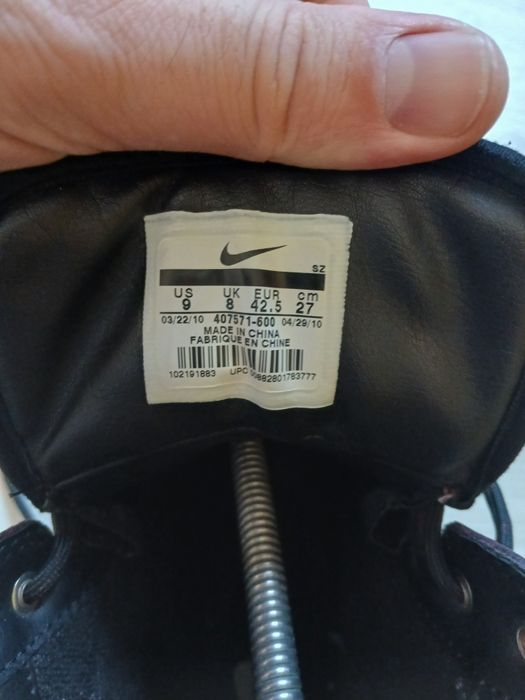 SZ
US UK EUR cm
9 8 42.5 27
03/22/10 407571-600 04/29/10
MADE IN CHINA
FABRIQUE EN CHINE
102191883 UPC 00882801783777